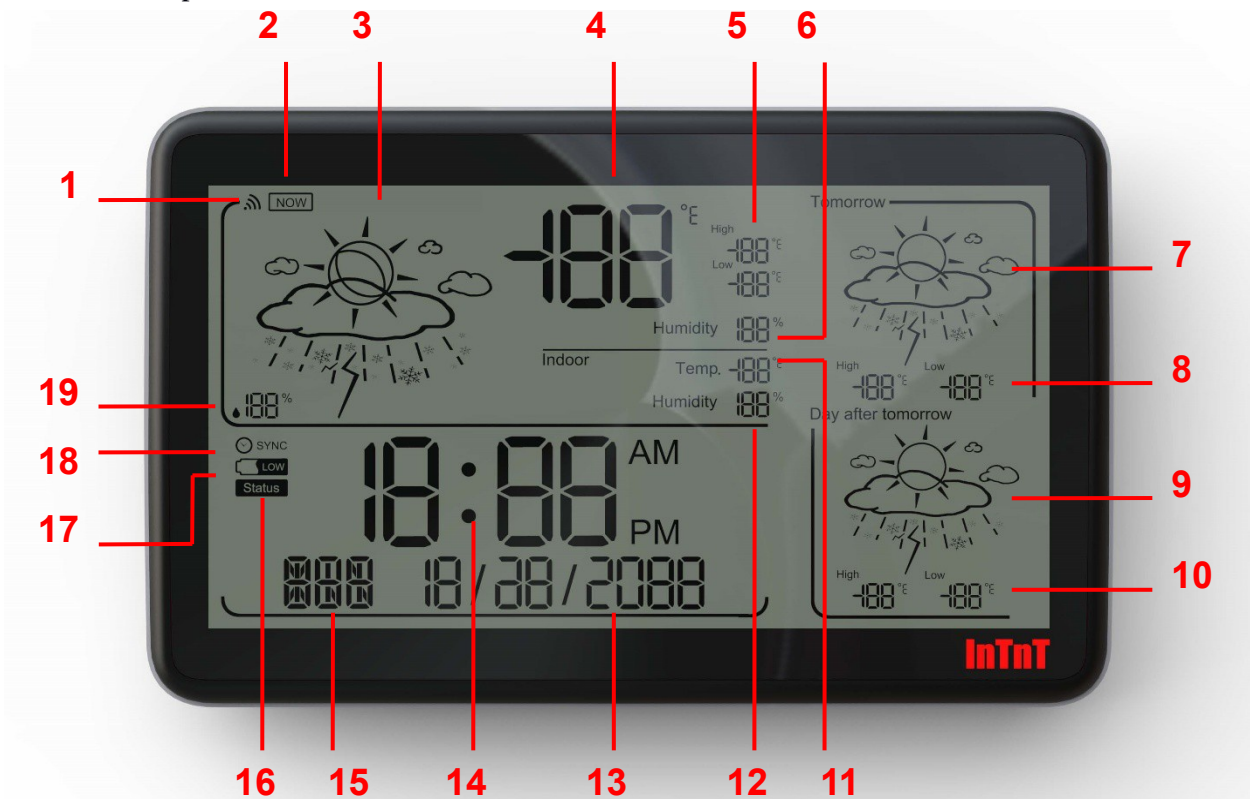 2 3 4 5 6
1 NOW
-188 °E
High
-188 °E
Low
-188 °E
Humidity 188 %
Indoor
Temp. -188 °E
Humidity 188 %
19
188 %
Tomorrow
7
High -188 °E Low -188 °E
8
Day after tomorrow
9
High -188 °E Low -188 °E
10
18
SYNC
LOW
Status
17
18:88 AM
PM
18/38/2088
InTnT
16 15 14 13 12 11